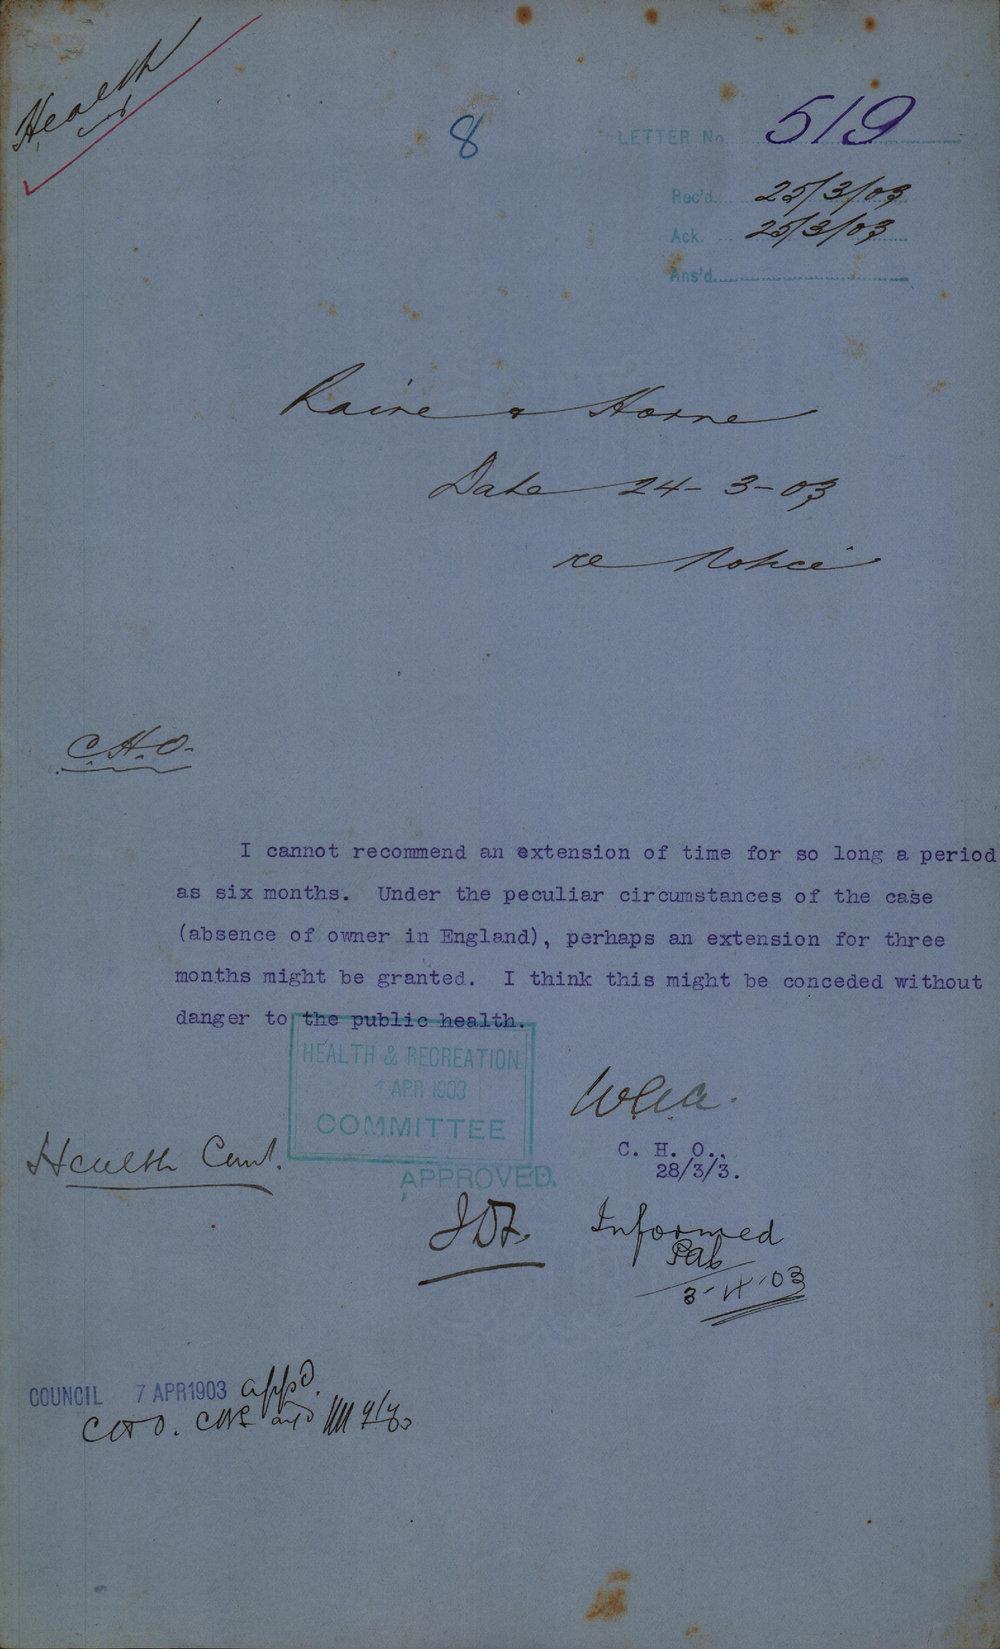 Health
8
LETTER No. 519
Rec'd. 25/3/03
Ack. 25/3/03
Ans'd.
Raine & Horne
Date 24-3-03
re Notice
C.H.O.
I cannot recommend an extension of time for so long a period
as six months. Under the peculiar circumstances of the case
(absence of owner in England), perhaps an extension for three
months might be granted. I think this might be conceded without
danger to the public health.
HEALTH & RECREATION
1 APR 1903
COMMITTEE
APPROVED.
C. H. O.,
28/3/3.
Health Com.
Informed
3-4-03
COUNCIL 7 APR 1903 appd.
CHO.